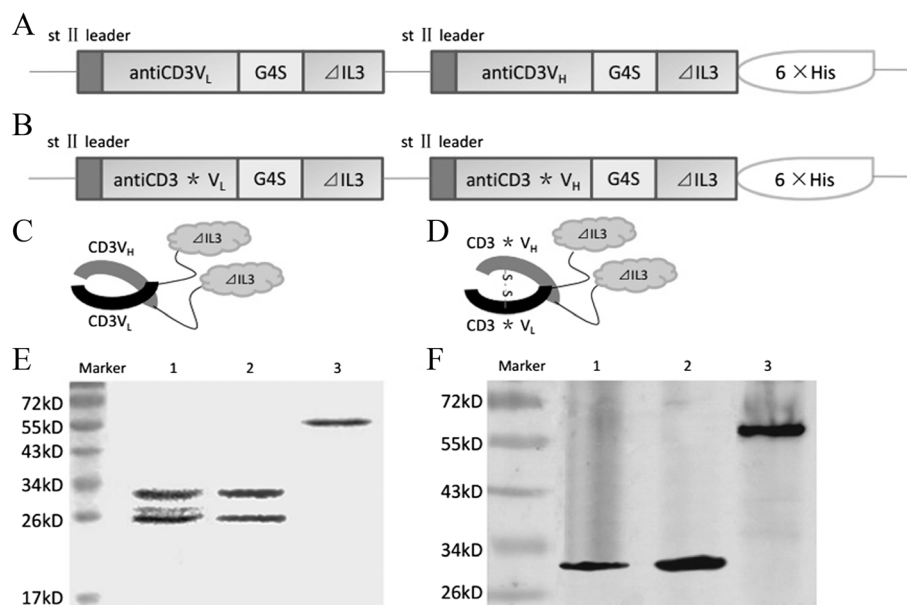 A
st Ⅱ leader
st Ⅱ leader
antiCD3VL G4S ⊿IL3
antiCD3VH G4S ⊿IL3 6 ×His
B
st Ⅱ leader
st Ⅱ leader
antiCD3 * VL G4S ⊿IL3
antiCD3 * VH G4S ⊿IL3 6 ×His
C
⊿IL3
CD3VH
⊿IL3
CD3VL
D
⊿IL3
CD3 * VH
⊿IL3
S-S
CD3 * VL
E
Marker 1 2 3
72kD
55kD
43kD
34kD
26kD
17kD
F
Marker 1 2 3
72kD
55kD
43kD
34kD
26kD